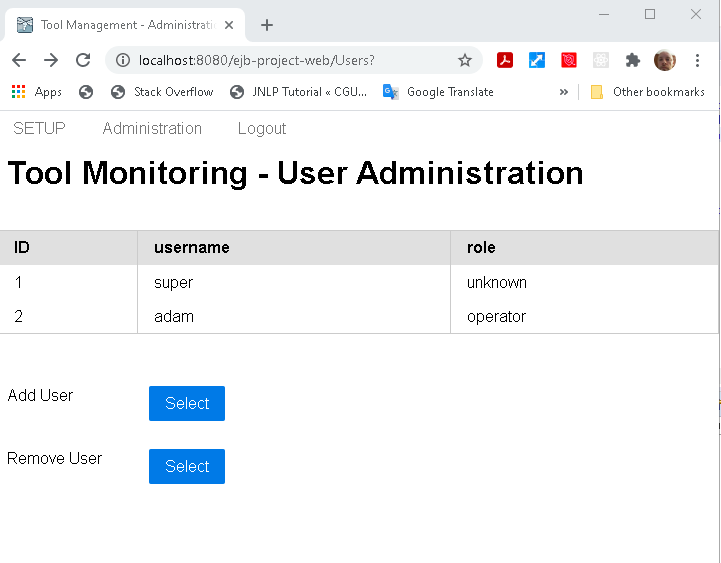 Tool Management - Administratio
localhost:8080/ejb-project-web/Users?
Apps Stack Overflow JNLP Tutorial « CGU... Google Translate » Other bookmarks
SETUP Administration Logout
Tool Monitoring - User Administration
ID username role
1 super unknown
2 adam operator
Add User Select
Remove User Select